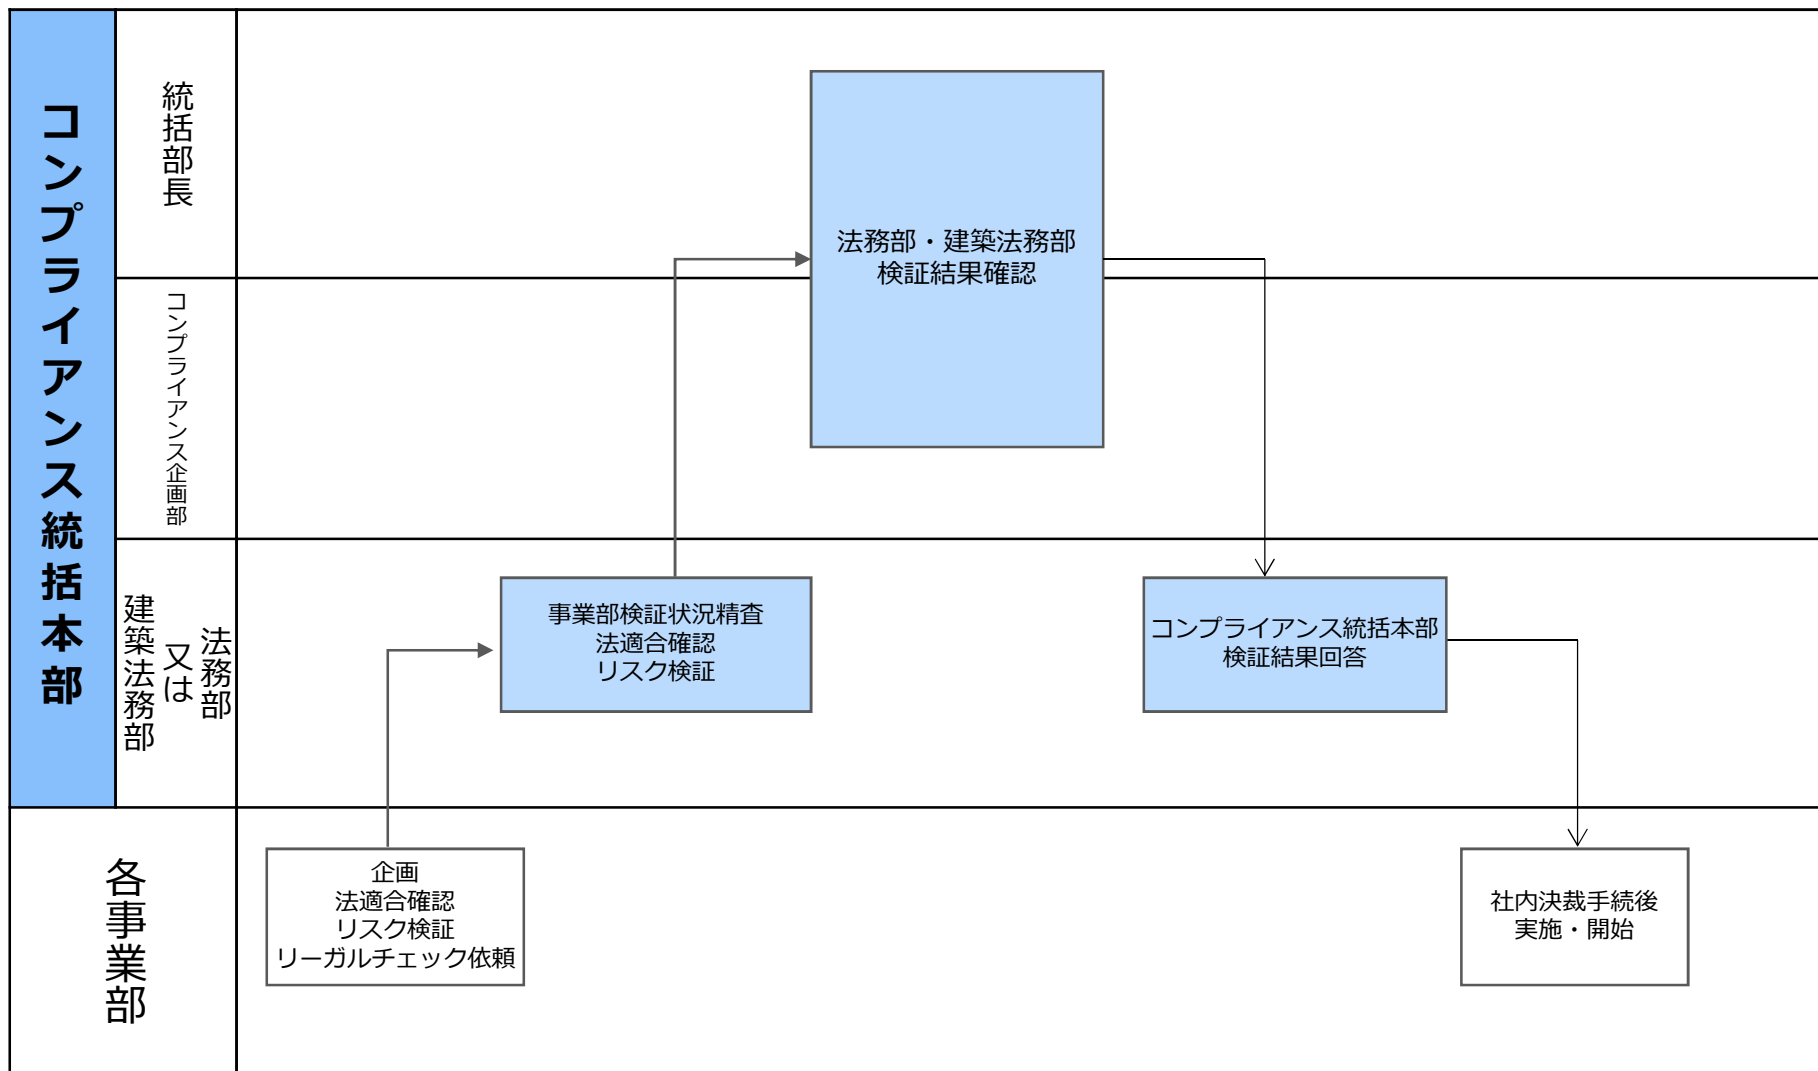 コンプライアンス統括本部
統括部長
法務部・建築法務部
検証結果確認
コンプライアンス企画部
法務部
又は
建築法務部
事業部検証状況精査
法適合確認
リスク検証
コンプライアンス統括本部
検証結果回答
各事業部
企画
法適合確認
リスク検証
リーガルチェック依頼
社内決裁手続後
実施・開始